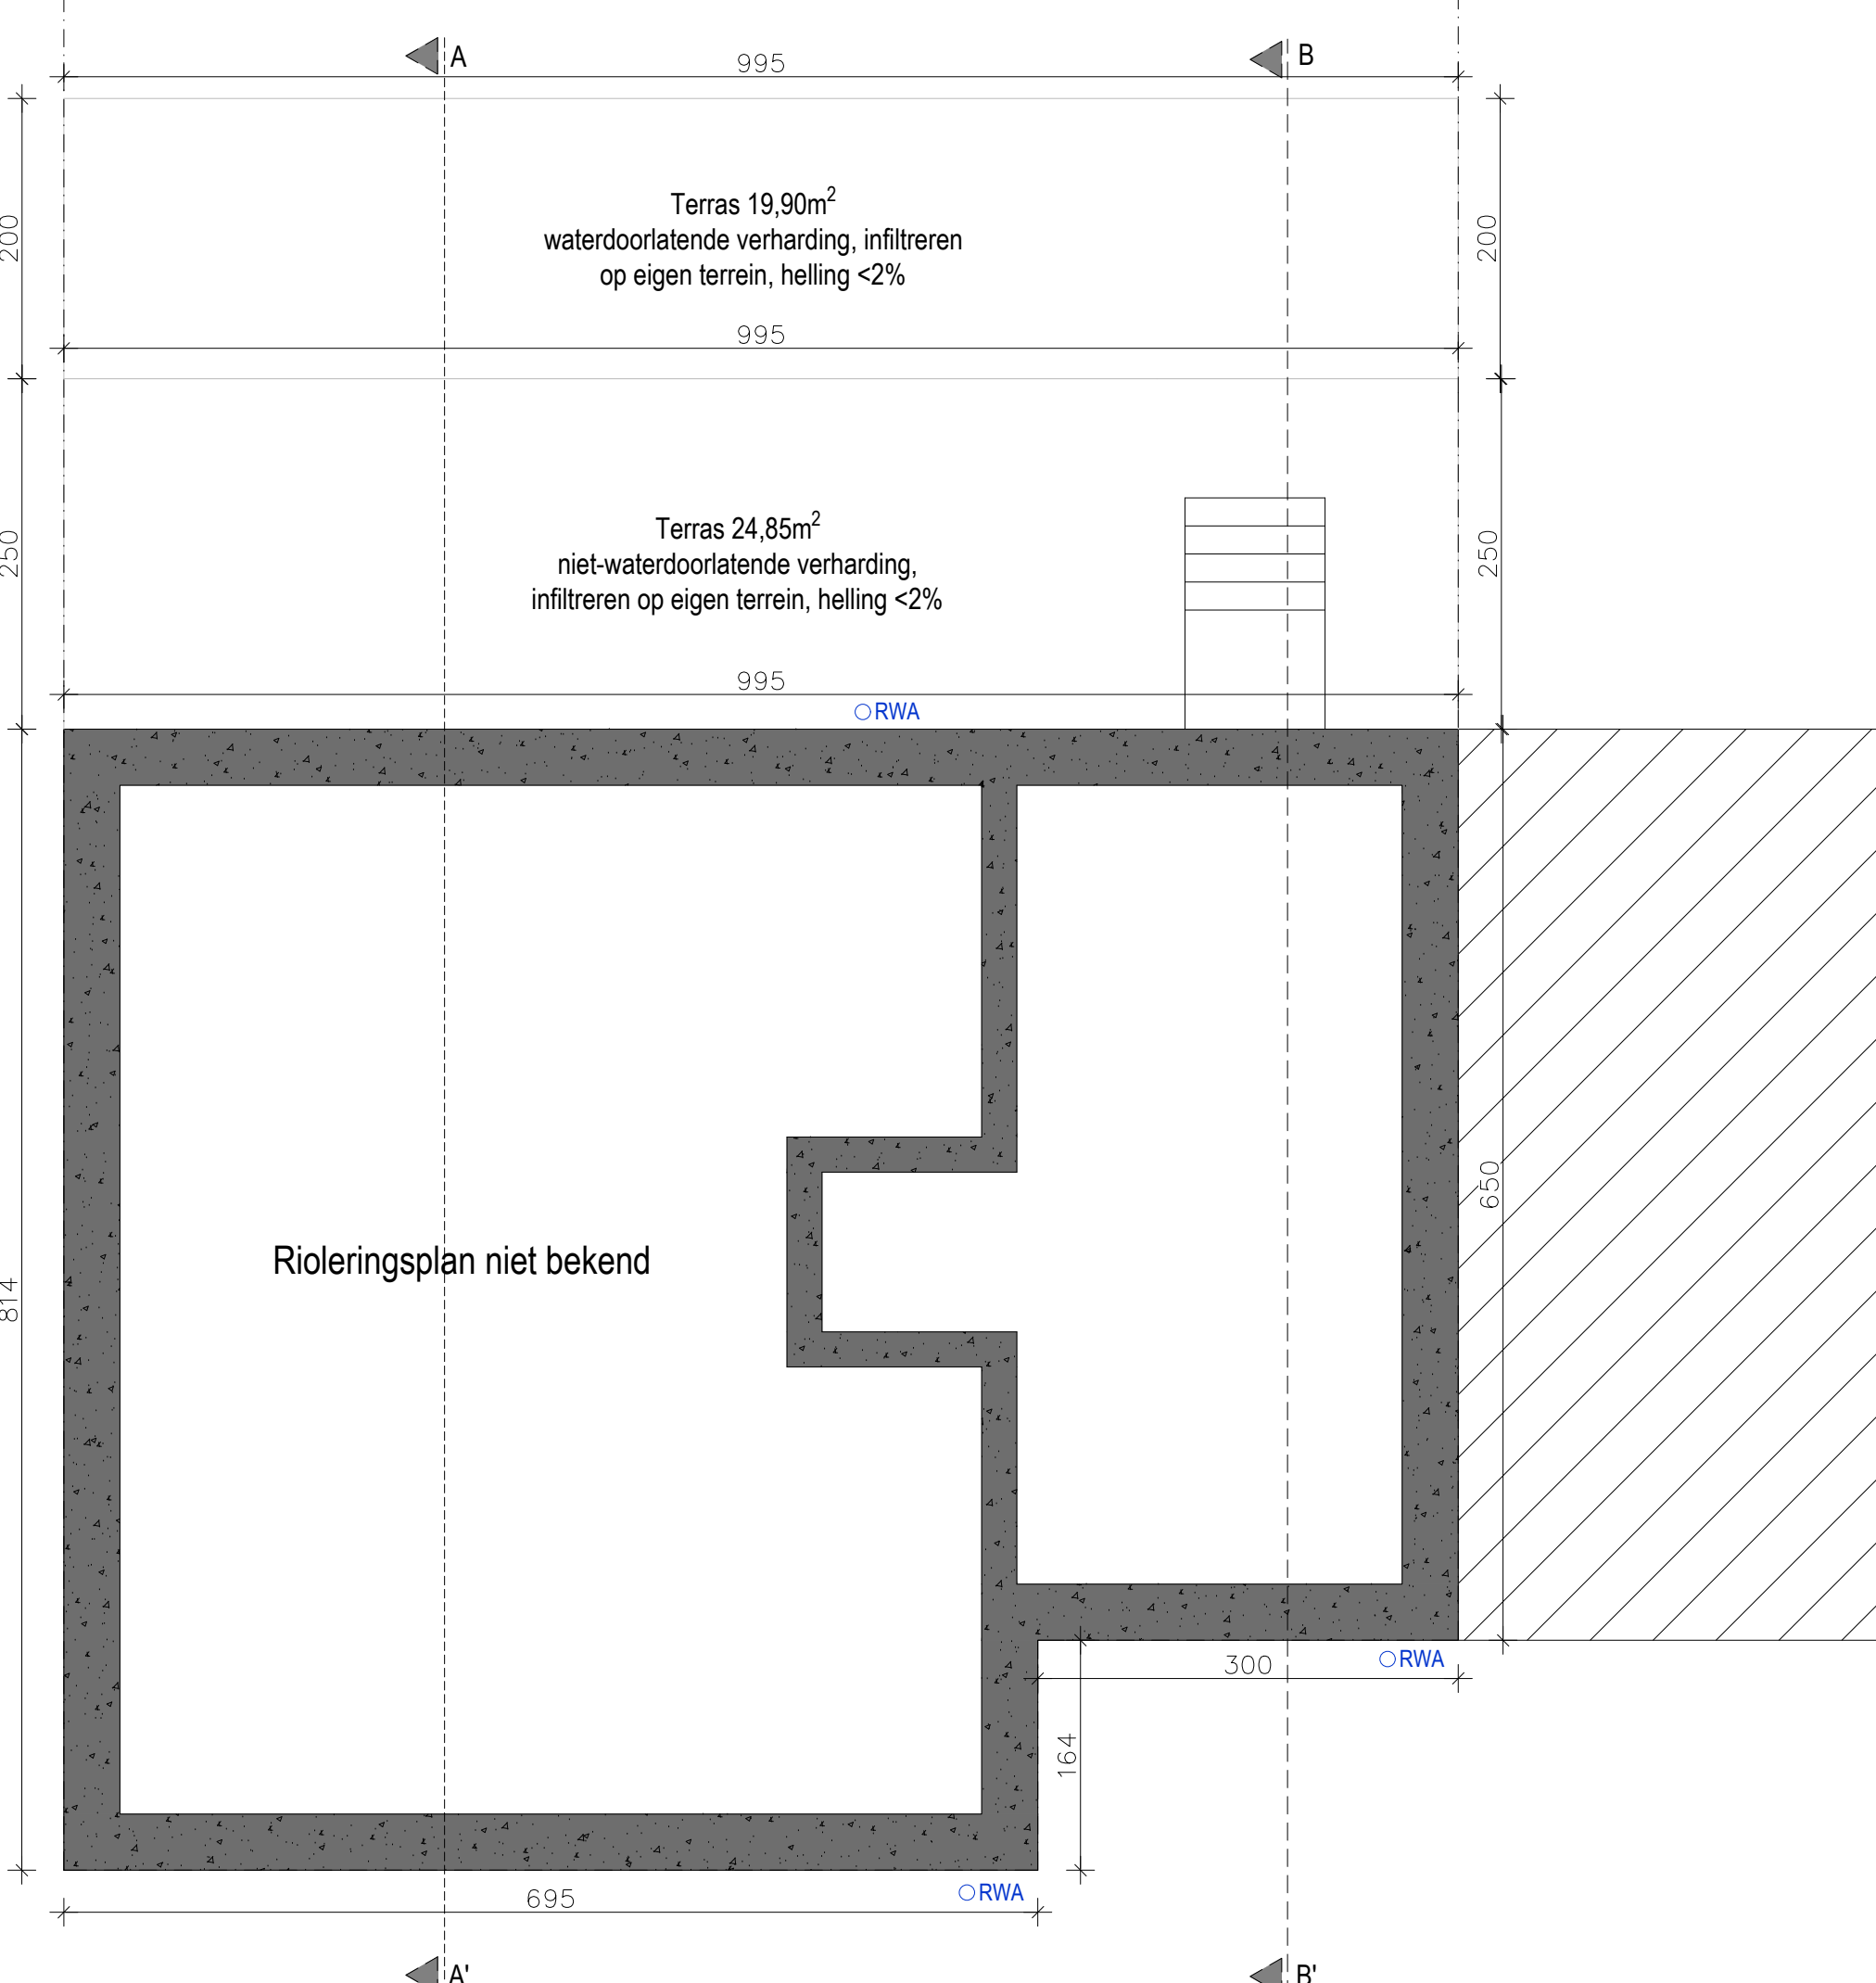 A
995
B
200
Terras 19,90m²
waterdoorlatende verharding, infiltreren
op eigen terrein, helling <2%
200
995
250
Terras 24,85m²
niet-waterdoorlatende verharding,
infiltreren op eigen terrein, helling <2%
250
995
RWA
650
Rioleringsplan niet bekend
814
RWA
300
164
695
RWA
A'
B'